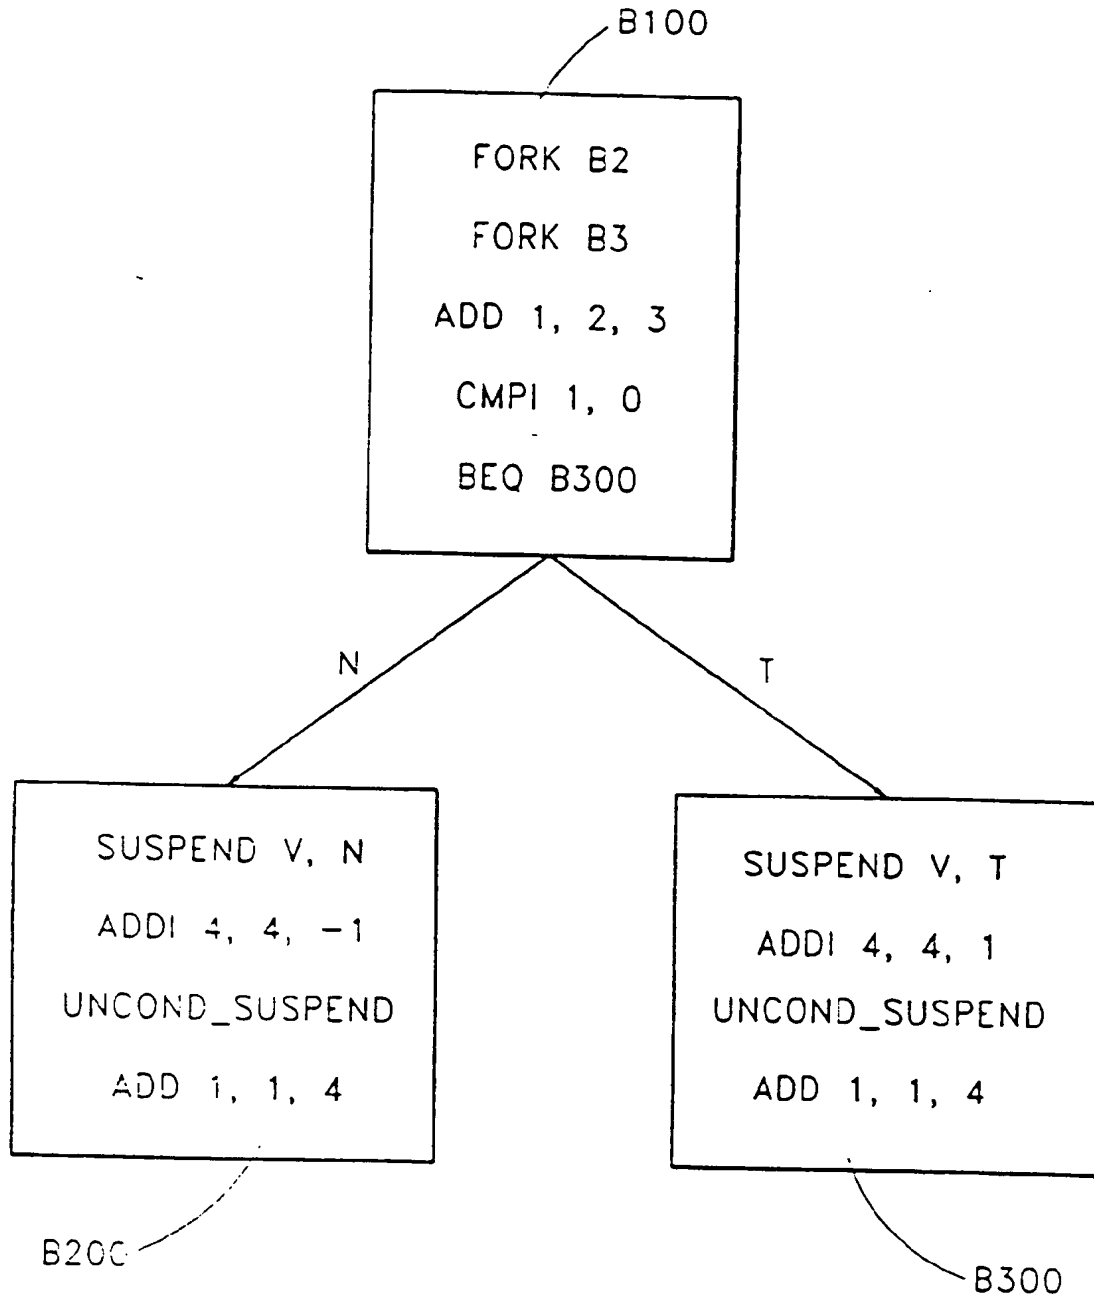 B100
FORK B2
FORK B3
ADD 1, 2, 3
CMPI 1, 0
BEQ B300
N
T
SUSPEND V, N
ADDI 4, 4, -1
UNCOND_SUSPEND
ADD 1, 1, 4
SUSPEND V, T
ADDI 4, 4, 1
UNCOND_SUSPEND
ADD 1, 1, 4
B200
B300